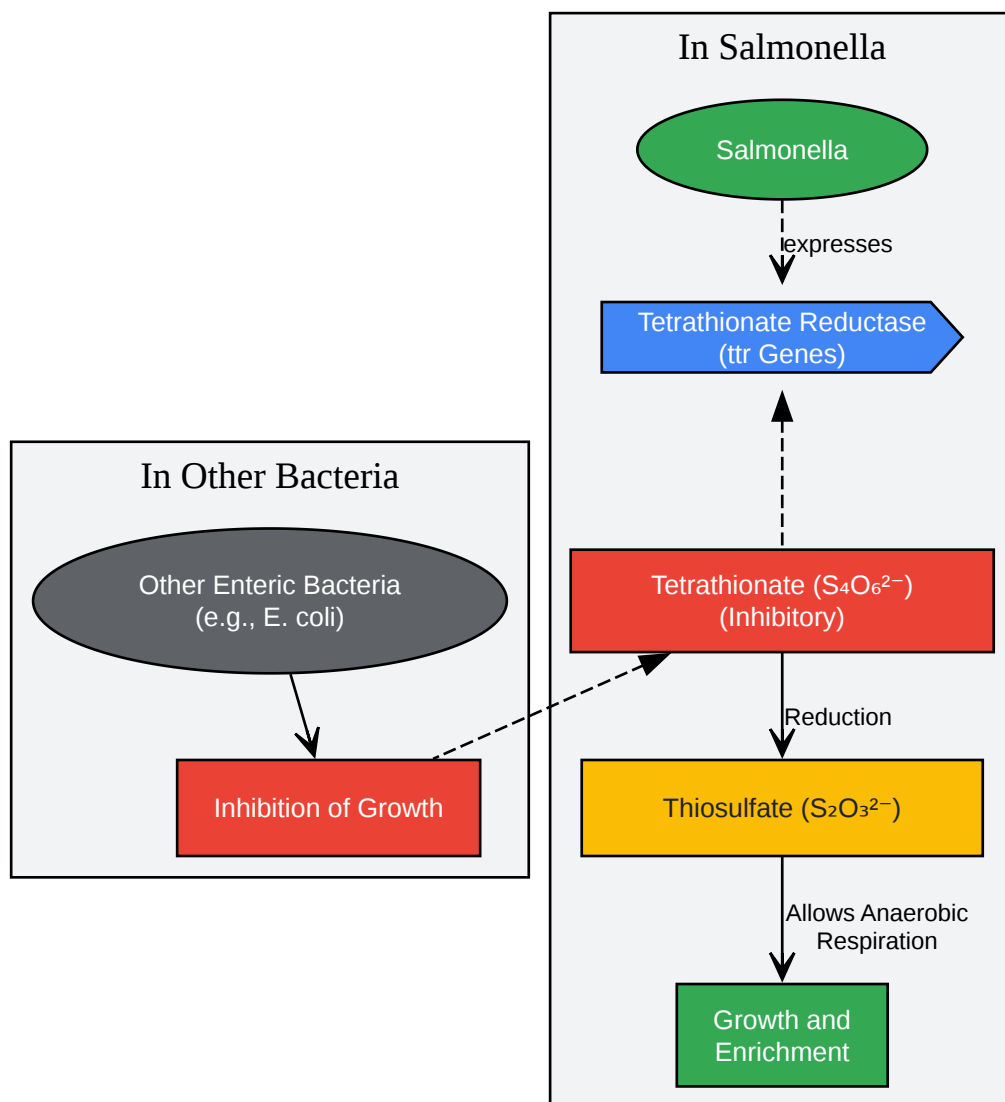 In Salmonella
Salmonella
expresses
Tetrathionate Reductase
(ttr Genes)
In Other Bacteria
Other Enteric Bacteria
(e.g., E. coli)
Tetrathionate (S₄O₆²⁻)
(Inhibitory)
Reduction
Inhibition of Growth
Thiosulfate (S₂O₃²⁻)
Allows Anaerobic
Respiration
Growth and
Enrichment